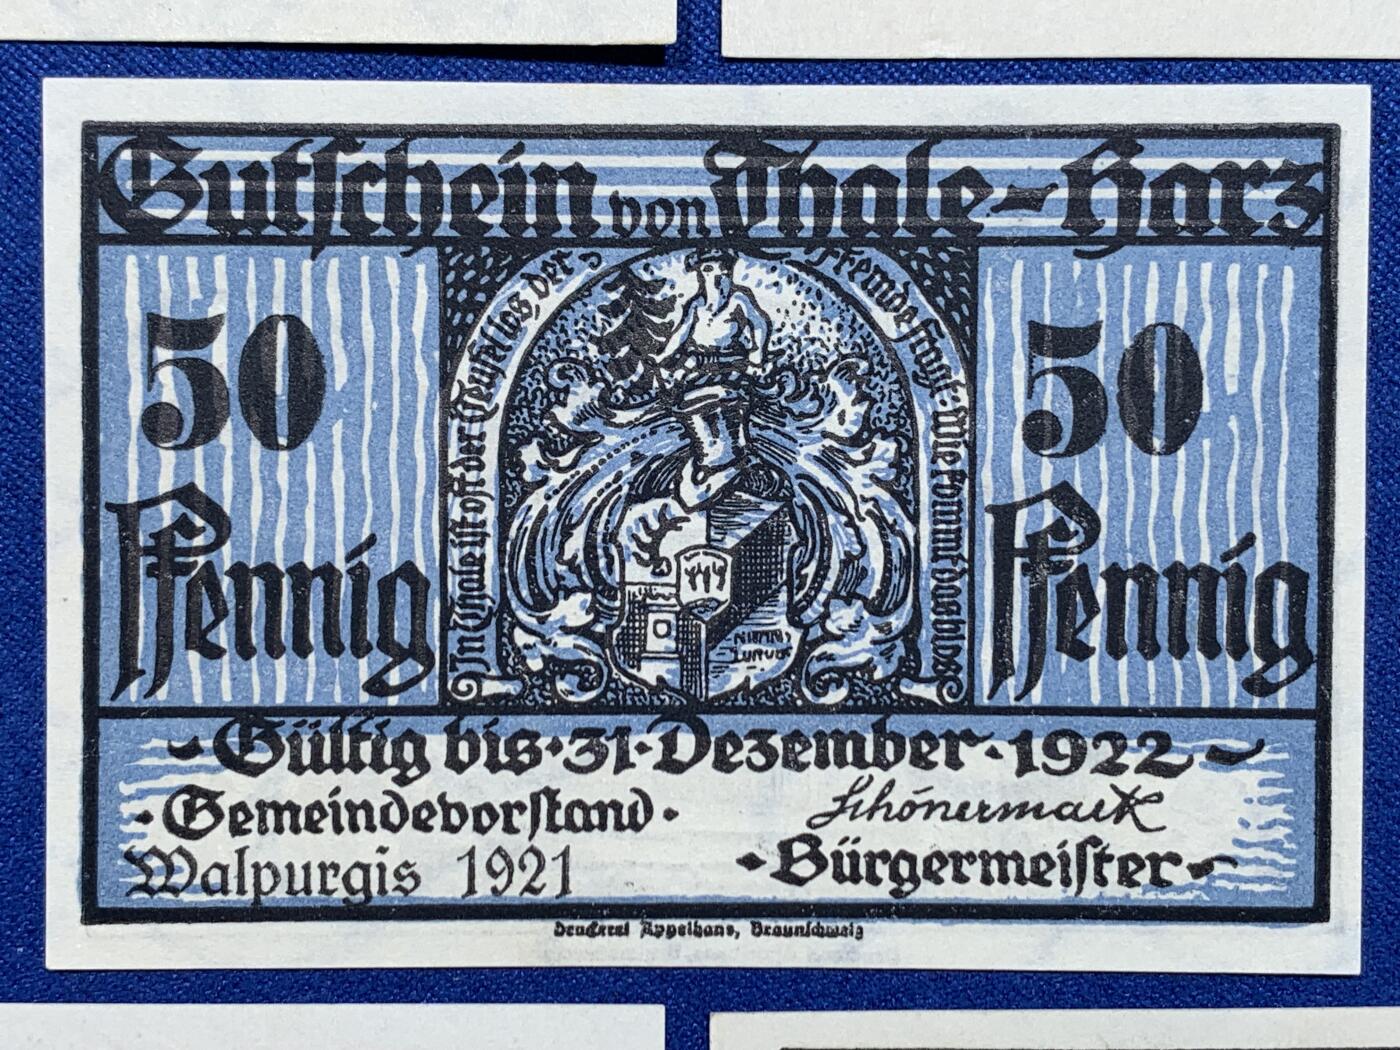 Gutschein von Thale-Harz
In Thale ist oft der Wechsel los, der
Fremde fragt: Wie kommt das bloß
50
Pfennig
50
Pfennig
Gültig bis·31·Dezember·1922
·Gemeindevorstand·
Walpurgis 1921
Schönermark
Bürgermeister
Druckerei Appelhans, Braunschweig